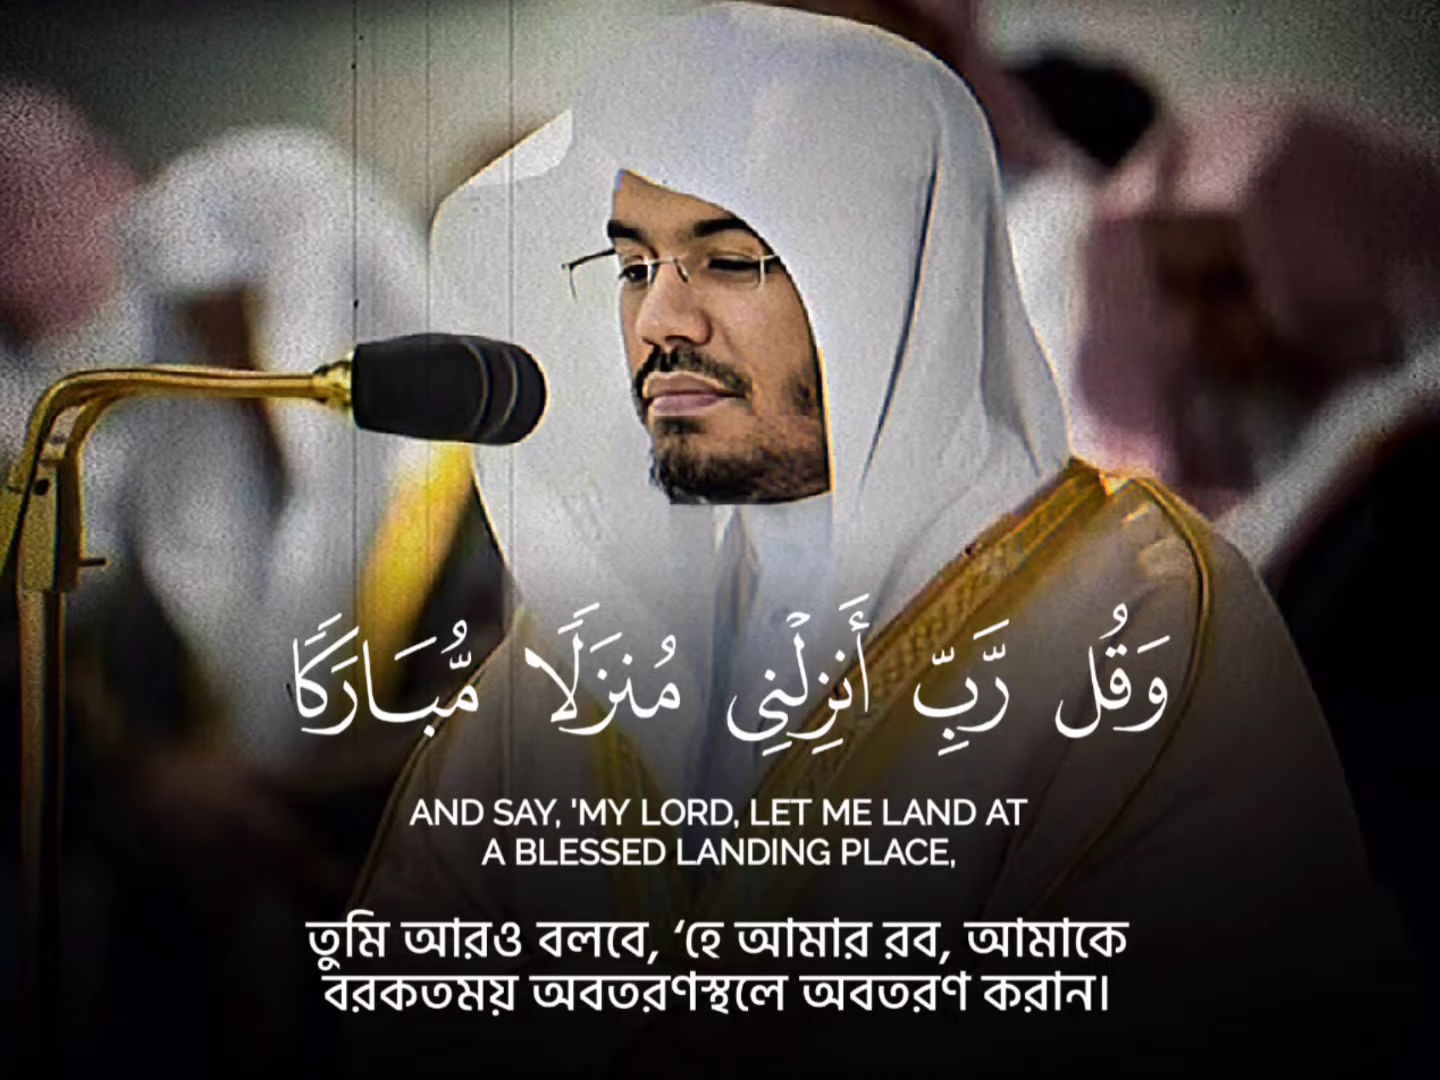 وَقُل رَّبِّ أَنزِلْنِى مُنزَلًا مُّبَارَكًا
AND SAY, 'MY LORD, LET ME LAND AT
A BLESSED LANDING PLACE,
তুমি আরও বলবে, ‘হে আমার রব, আমাকে
বরকতময় অবতরণস্থলে অবতরণ করান।